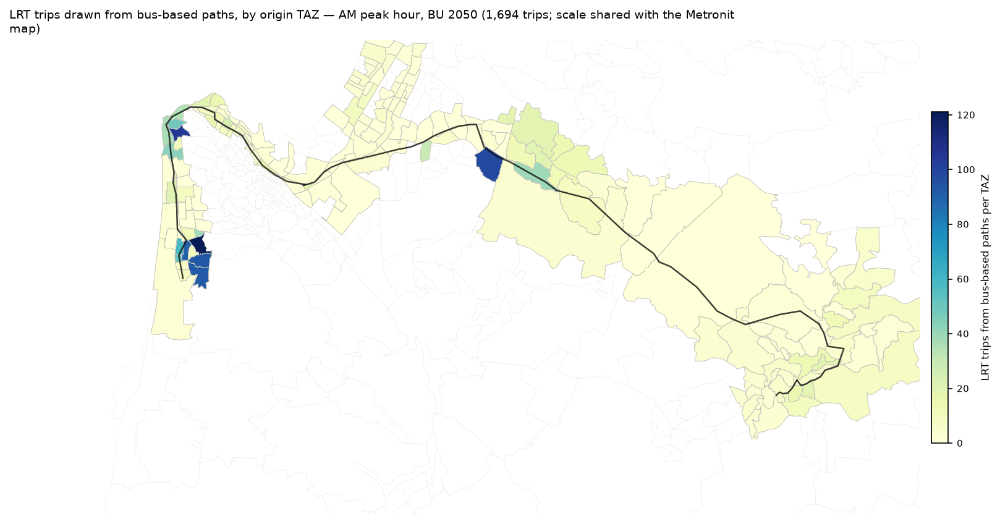 LRT trips drawn from bus-based paths, by origin TAZ — AM peak hour, BU 2050 (1,694 trips; scale shared with the Metronit
map)
120
100
80
60
40
20
0
LRT trips from bus-based paths per TAZ